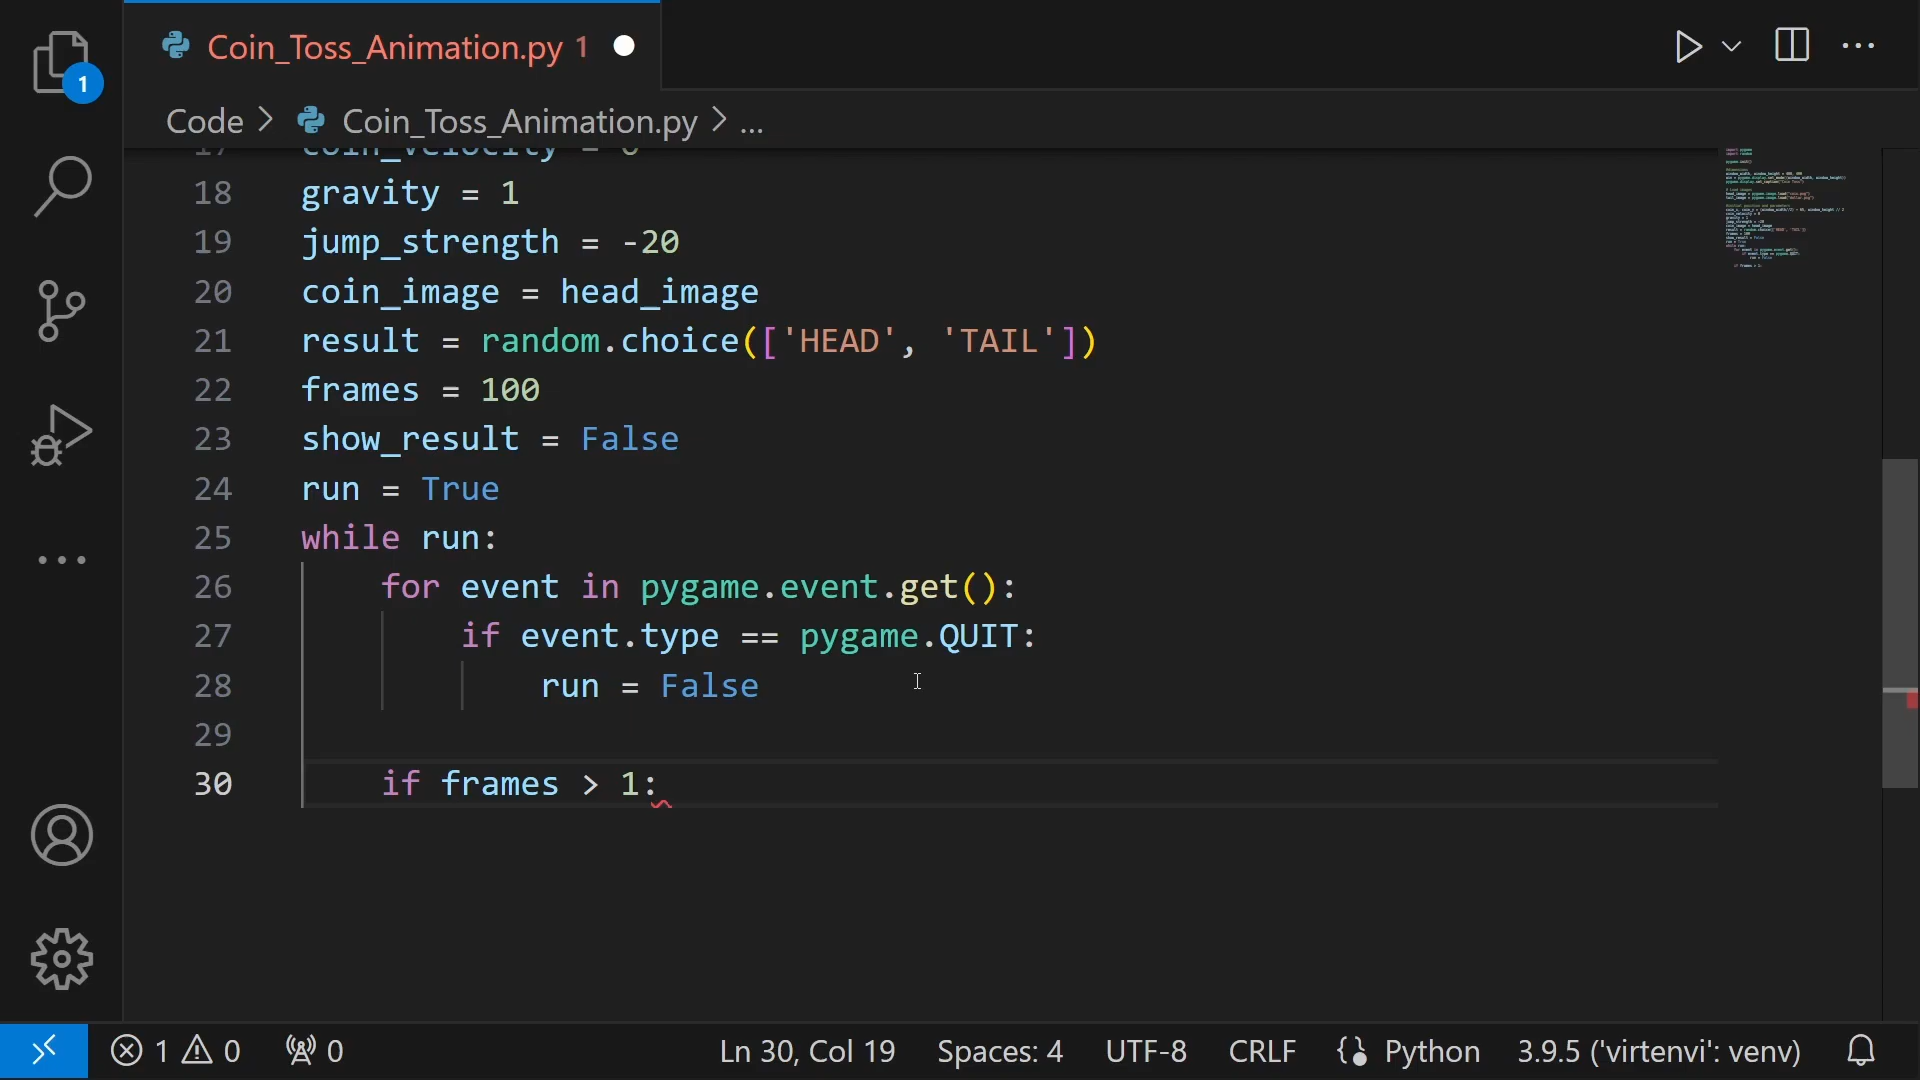 Coin_Toss_Animation.py 1
1
Code > Coin_Toss_Animation.py > ...
17 coin_velocity = 0
18 gravity = 1
19 jump_strength = -20
20 coin_image = head_image
21 result = random.choice(['HEAD', 'TAIL'])
22 frames = 100
23 show_result = False
24 run = True
25 while run:
26 for event in pygame.event.get():
27 if event.type == pygame.QUIT:
28 run = False
29
30 if frames > 1:
1 0 0 Ln 30, Col 19 Spaces: 4 UTF-8 CRLF Python 3.9.5 ('virtenvi': venv)